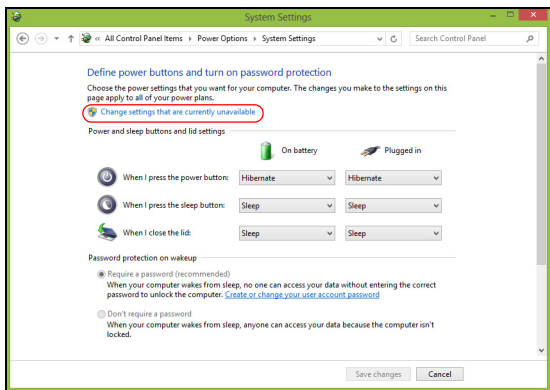 System Settings
« All Control Panel Items › Power Options › System Settings
Search Control Panel
Define power buttons and turn on password protection
Choose the power settings that you want for your computer. The changes you make to the settings on this
page apply to all of your power plans.
Change settings that are currently unavailable
Power and sleep buttons and lid settings
On battery Plugged in
When I press the power button: Hibernate Hibernate
When I press the sleep button: Sleep Sleep
When I close the lid: Sleep Sleep
Password protection on wakeup
Require a password (recommended)
When your computer wakes from sleep, no one can access your data without entering the correct
password to unlock the computer. Create or change your user account password
Don't require a password
When your computer wakes from sleep, anyone can access your data because the computer isn't
locked.
Save changes Cancel